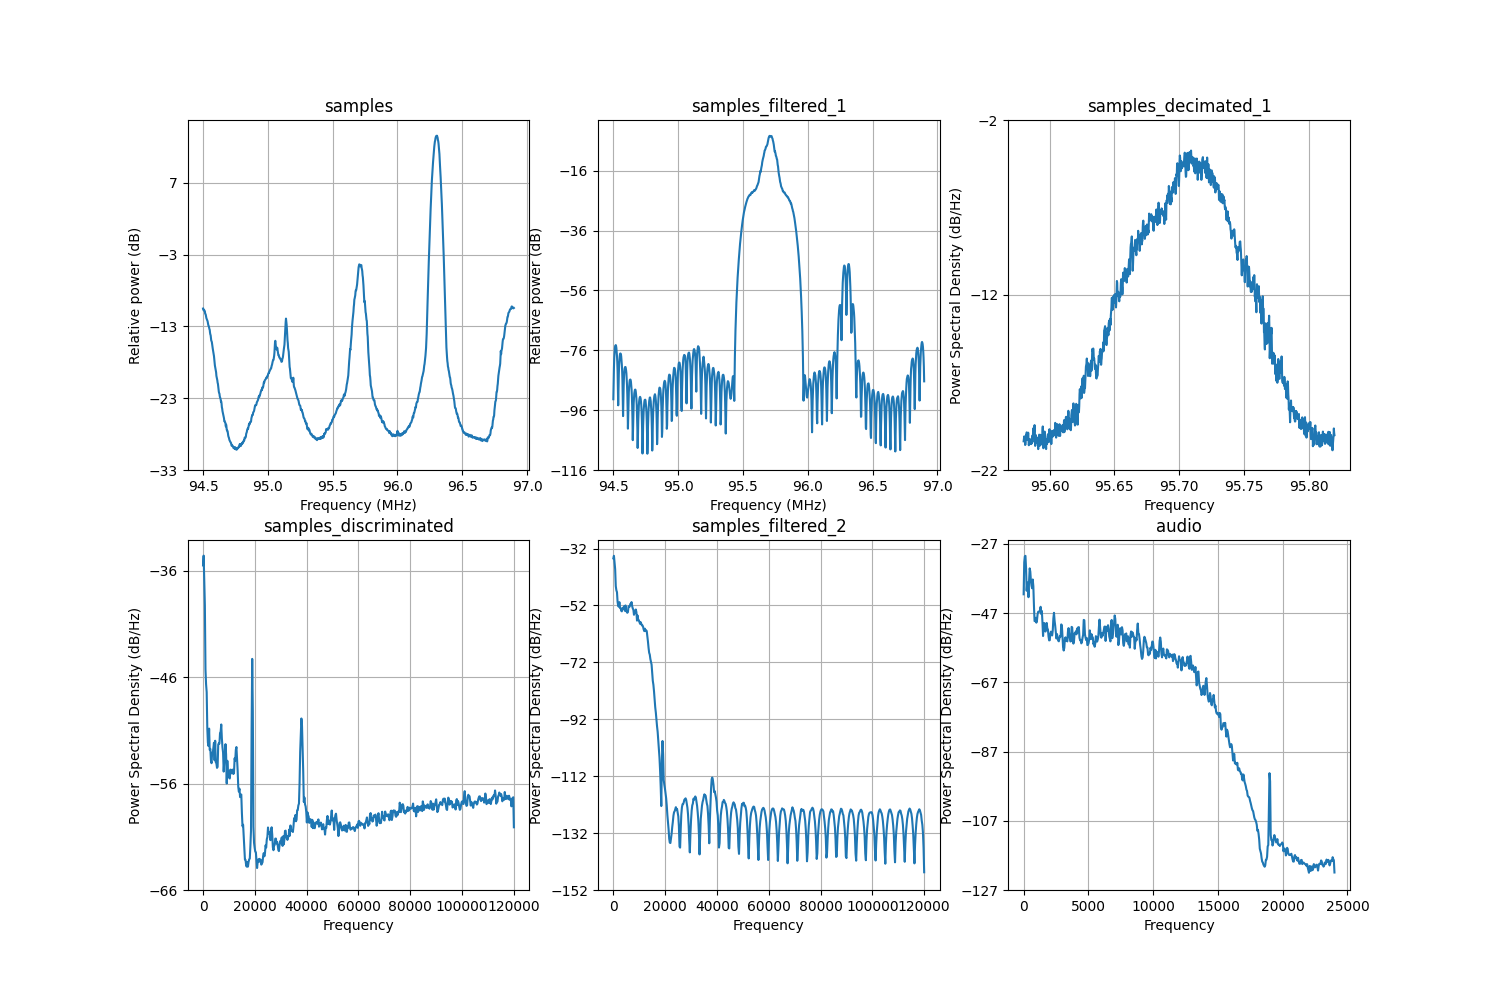 samples
samples_filtered_1
samples_decimated_1
7
−3
−13
−23
−33
Relative power (dB)
94.5 95.0 95.5 96.0 96.5 97.0
Frequency (MHz)
−16
−36
−56
−76
−96
−116
Relative power (dB)
94.5 95.0 95.5 96.0 96.5 97.0
Frequency (MHz)
−2
−12
−22
Power Spectral Density (dB/Hz)
95.60 95.65 95.70 95.75 95.80
Frequency
samples_discriminated
samples_filtered_2
audio
−36
−46
−56
−66
Power Spectral Density (dB/Hz)
0 20000 40000 60000 80000 100000 120000
Frequency
−32
−52
−72
−92
−112
−132
−152
Power Spectral Density (dB/Hz)
0 20000 40000 60000 80000 100000 120000
Frequency
−27
−47
−67
−87
−107
−127
Power Spectral Density (dB/Hz)
0 5000 10000 15000 20000 25000
Frequency